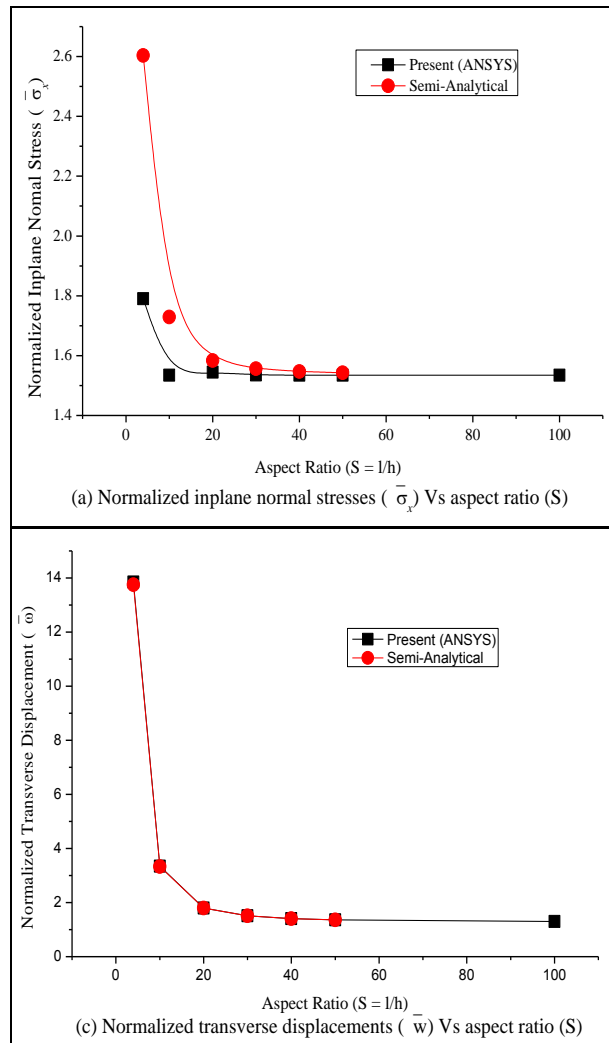 2.6
2.4
2.2
2.0
1.8
1.6
1.4
Normalized Inplane Nomal Stress ( σ̄ₓ)
Present (ANSYS)
Semi-Analytical
0 20 40 60 80 100
Aspect Ratio (S = l/h)
(a) Normalized inplane normal stresses ( σ̄ₓ) Vs aspect ratio (S)
14
12
10
8
6
4
2
0
Normalized Transverse Displacement ( ω̄)
Present (ANSYS)
Semi-Analytical
0 20 40 60 80 100
Aspect Ratio (S = l/h)
(c) Normalized transverse displacements ( w̄) Vs aspect ratio (S)